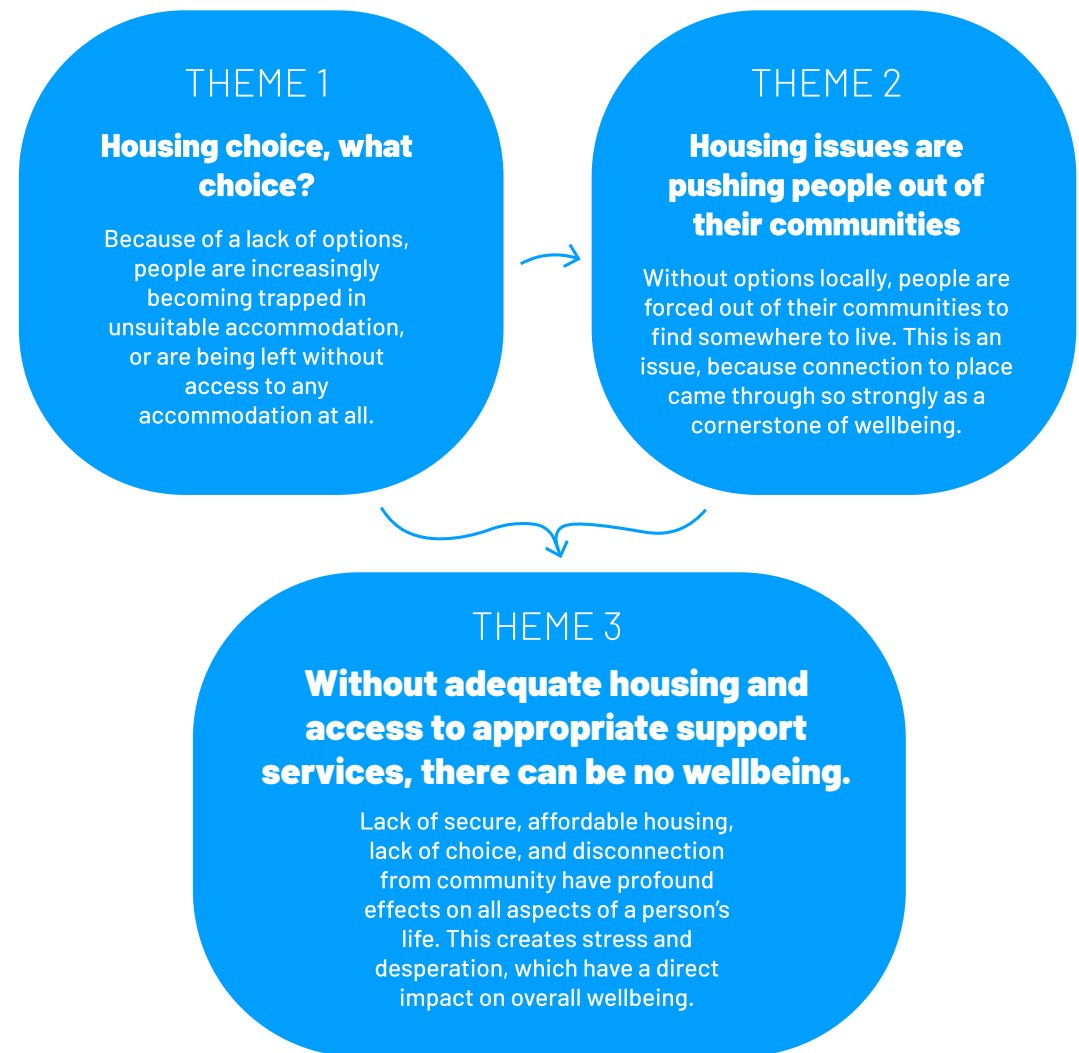 THEME 1
Housing choice, what
choice?
Because of a lack of options,
people are increasingly
becoming trapped in
unsuitable accommodation,
or are being left without
access to any
accommodation at all.
THEME 2
Housing issues are
pushing people out of
their communities
Without options locally, people are
forced out of their communities to
find somewhere to live. This is an
issue, because connection to place
came through so strongly as a
cornerstone of wellbeing.
THEME 3
Without adequate housing and
access to appropriate support
services, there can be no wellbeing.
Lack of secure, affordable housing,
lack of choice, and disconnection
from community have profound
effects on all aspects of a person’s
life. This creates stress and
desperation, which have a direct
impact on overall wellbeing.